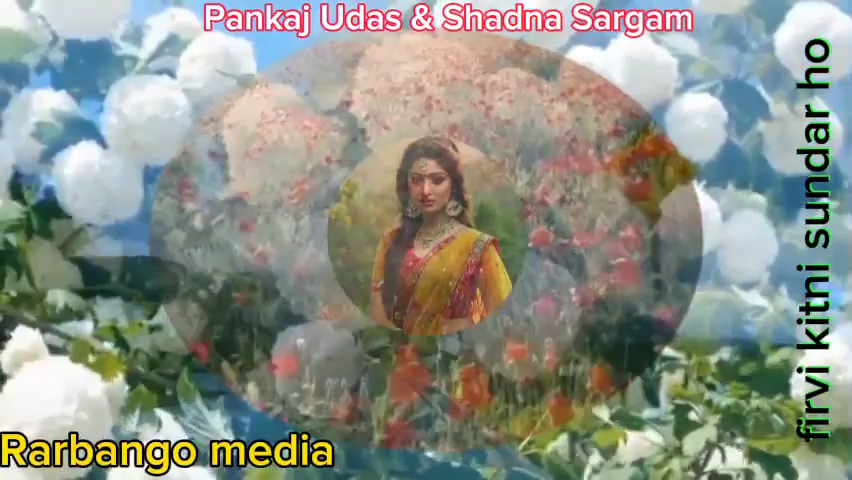 Pankaj Udas & Shadna Sargam
firvi kitni sundar ho
Rarbango media